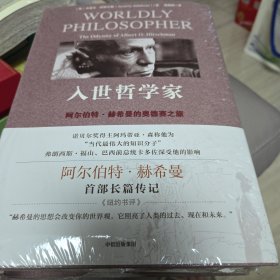 WORLDLY
PHILOSOPHER
The Odyssey of Albert O. Hirschman
入世哲学家
阿尔伯特·赫希曼的奥德赛之旅
诺贝尔奖得主阿玛蒂亚·森称他为
“当代最伟大的知识分子”
弗朗西斯·福山、巴西前总统卡多佐深受他的影响
阿尔伯特·赫希曼
首部长篇传记
《纽约书评》
“赫希曼的思想会改变你的世界观，它照亮了人类的过去、现在和未来。”
中信出版集团